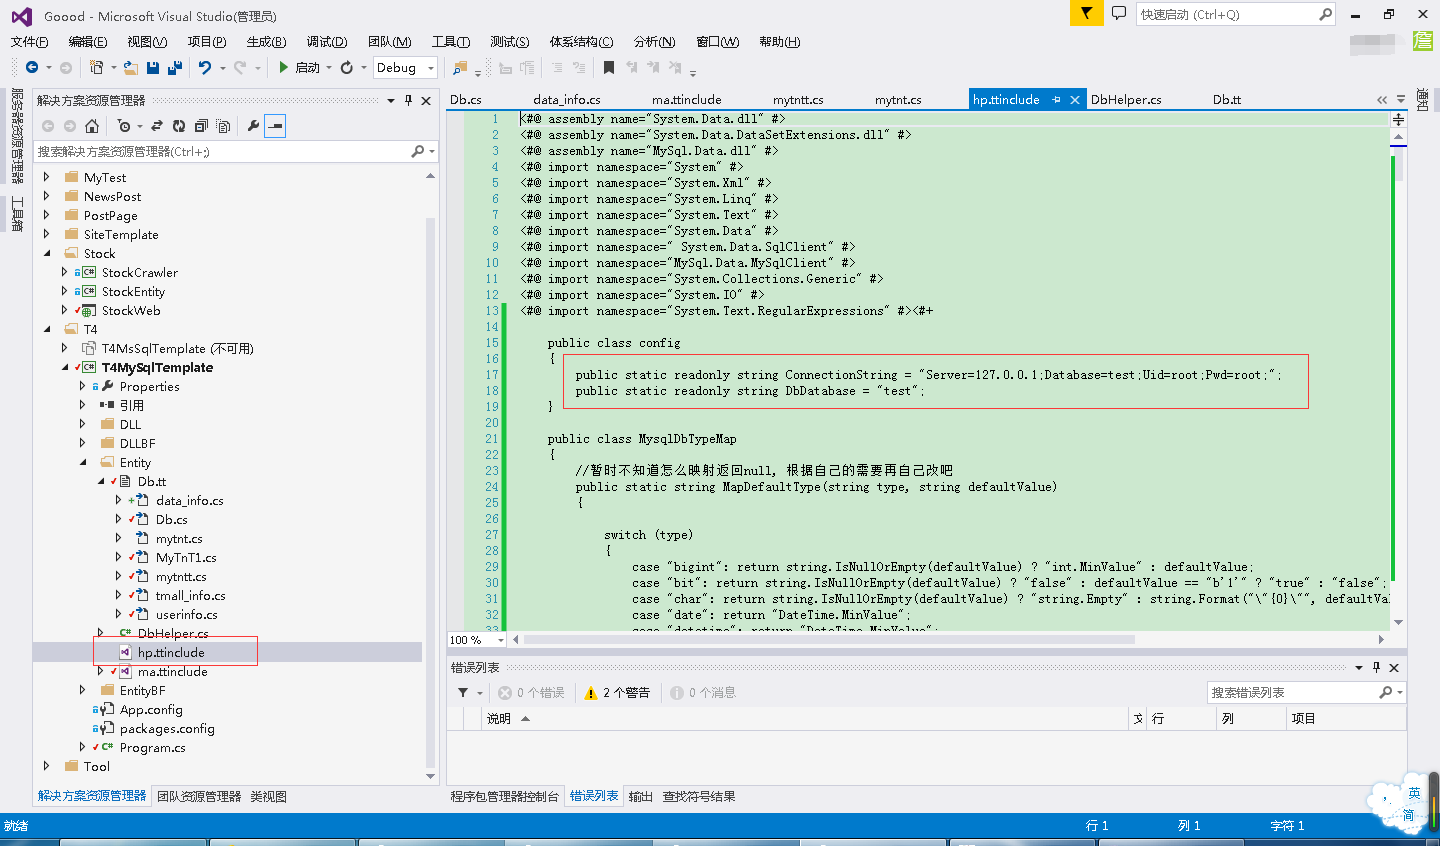 Goood - Microsoft Visual Studio(管理员)
快速启动 (Ctrl+Q)
文件(F) 编辑(E) 视图(V) 项目(P) 生成(B) 调试(D) 团队(M) 工具(T) 测试(S) 体系结构(C) 分析(N) 窗口(W) 帮助(H)
詹
启动 Debug
服务器资源管理器
工具箱
解决方案资源管理器
搜索解决方案资源管理器(Ctrl+;)
MyTest
NewsPost
PostPage
SiteTemplate
Stock
StockCrawler
StockEntity
StockWeb
T4
T4MsSqlTemplate (不可用)
T4MySqlTemplate
Properties
引用
DLL
DLLBF
Entity
Db.tt
data_info.cs
Db.cs
mytnt.cs
MyTnT1.cs
mytntt.cs
tmall_info.cs
userinfo.cs
DbHelper.cs
hp.ttinclude
ma.ttinclude
EntityBF
App.config
packages.config
Program.cs
Tool
解决方案资源管理器 团队资源管理器 类视图
Db.cs data_info.cs ma.ttinclude mytntt.cs mytnt.cs hp.ttinclude DbHelper.cs Db.tt
通知
1 <#@ assembly name="System.Data.dll" #>
2 <#@ assembly name="System.Data.DataSetExtensions.dll" #>
3 <#@ assembly name="MySql.Data.dll" #>
4 <#@ import namespace="System" #>
5 <#@ import namespace="System.Xml" #>
6 <#@ import namespace="System.Linq" #>
7 <#@ import namespace="System.Text" #>
8 <#@ import namespace="System.Data" #>
9 <#@ import namespace=" System.Data.SqlClient" #>
10 <#@ import namespace="MySql.Data.MySqlClient" #>
11 <#@ import namespace="System.Collections.Generic" #>
12 <#@ import namespace="System.IO" #>
13 <#@ import namespace="System.Text.RegularExpressions" #><#+
14
15 public class config
16 {
17 public static readonly string ConnectionString = "Server=127.0.0.1;Database=test;Uid=root;Pwd=root;";
18 public static readonly string DbDatabase = "test";
19 }
20
21 public class MysqlDbTypeMap
22 {
23 //暂时不知道怎么映射返回null, 根据自己的需要再自己改吧
24 public static string MapDefaultType(string type, string defaultValue)
25 {
26
27 switch (type)
28 {
29 case "bigint": return string.IsNullOrEmpty(defaultValue) ? "int.MinValue" : defaultValue;
30 case "bit": return string.IsNullOrEmpty(defaultValue) ? "false" : defaultValue == "b'1'" ? "true" : "false";
31 case "char": return string.IsNullOrEmpty(defaultValue) ? "string.Empty" : string.Format("\"{0}\"", defaultVa
32 case "date": return "DateTime.MinValue";
33 case "datetime": return "DateTime.MinValue";
100 %
错误列表
0 个错误 2 个警告 0 个消息
搜索错误列表
说明 文 行 列 项目
程序包管理器控制台 错误列表 输出 查找符号结果
就绪 行 1 列 1 字符 1
， 英
简